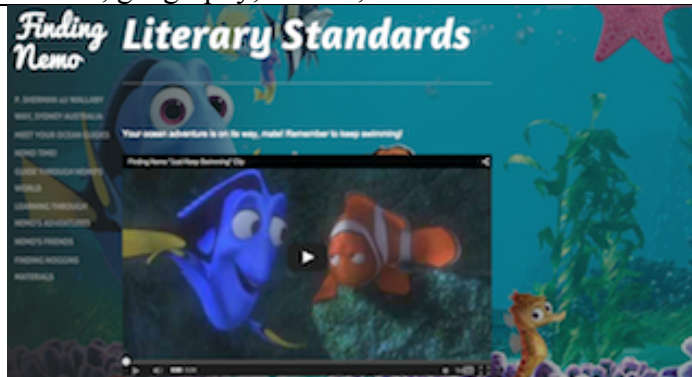 Finding
Nemo
Literary Standards
P. SHERMAN 42 WALLABY
WAY, SYDNEY AUSTRALIA
MEET YOUR OCEAN GUIDES
NEMO TIME!
GUIDE THROUGH NEMO'S
WORLD
LEARNING THROUGH
NEMO'S ADVENTURES
NEMO'S FRIENDS
FINDING NOGGINS
MATERIALS
Your ocean adventure is on its way, mate! Remember to keep swimming!
Finding Nemo "Just Keep Swimming" Clip